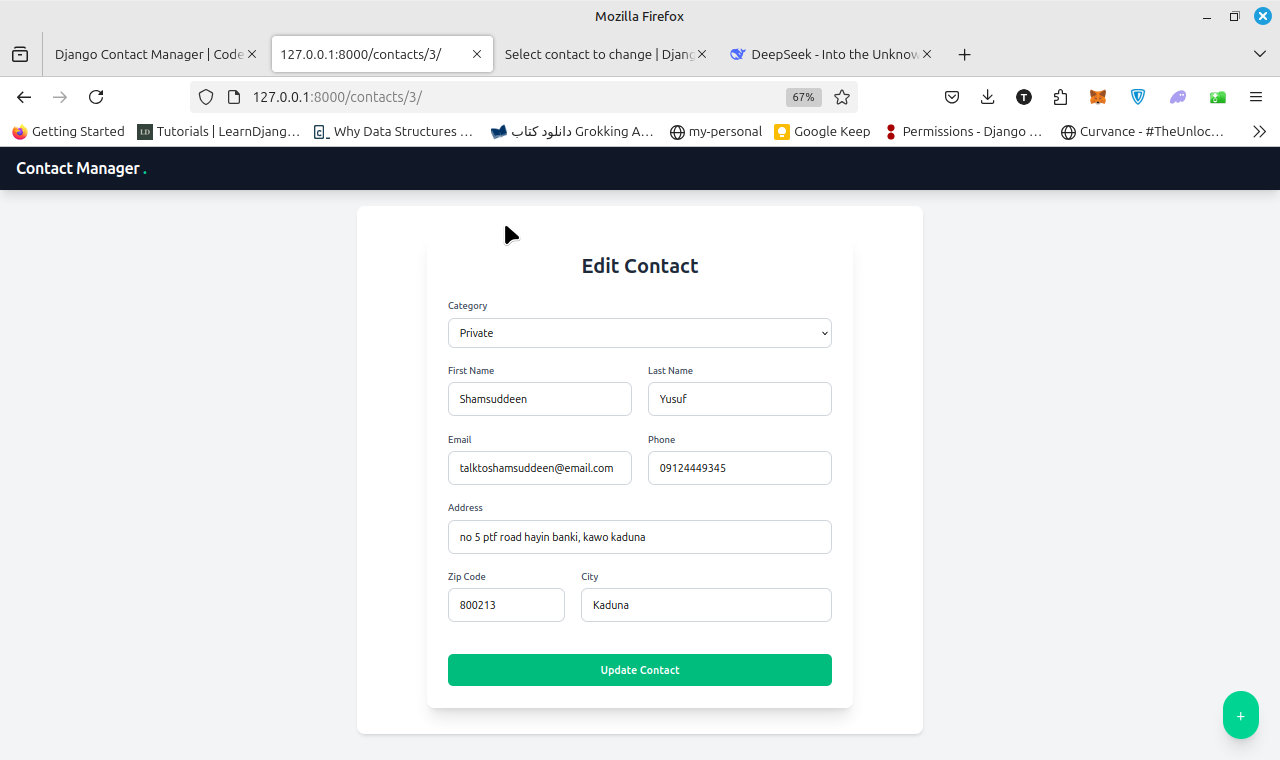 Mozilla Firefox
Django Contact Manager | Code
127.0.0.1:8000/contacts/3/
Select contact to change | Djang
DeepSeek - Into the Unknow
127.0.0.1:8000/contacts/3/
67%
T
Getting Started
LD
Tutorials | LearnDjang…
Why Data Structures …
دانلود کتاب Grokking A…
my-personal
Google Keep
Permissions - Django …
Curvance - #TheUnloc…
Contact Manager .
Edit Contact
Category
Private
First Name
Last Name
Shamsuddeen
Yusuf
Email
Phone
talktoshamsuddeen@email.com
09124449345
Address
no 5 ptf road hayin banki, kawo kaduna
Zip Code
City
800213
Kaduna
Update Contact
+